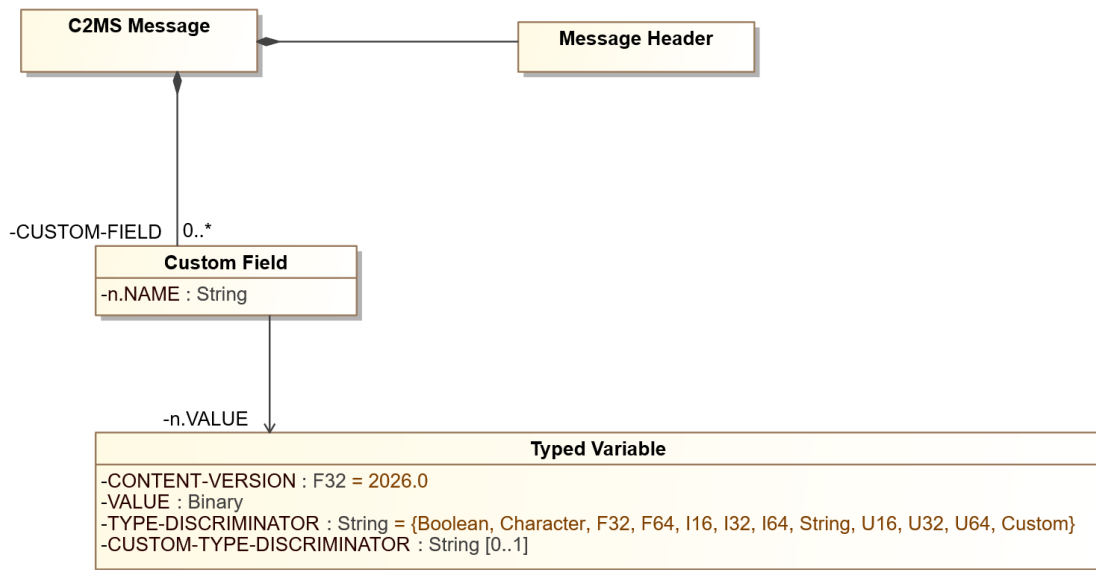 C2MS Message
Message Header
-CUSTOM-FIELD 0..*
Custom Field
-n.NAME : String
-n.VALUE
Typed Variable
-CONTENT-VERSION : F32 = 2026.0
-VALUE : Binary
-TYPE-DISCRIMINATOR : String = {Boolean, Character, F32, F64, I16, I32, I64, String, U16, U32, U64, Custom}
-CUSTOM-TYPE-DISCRIMINATOR : String [0..1]